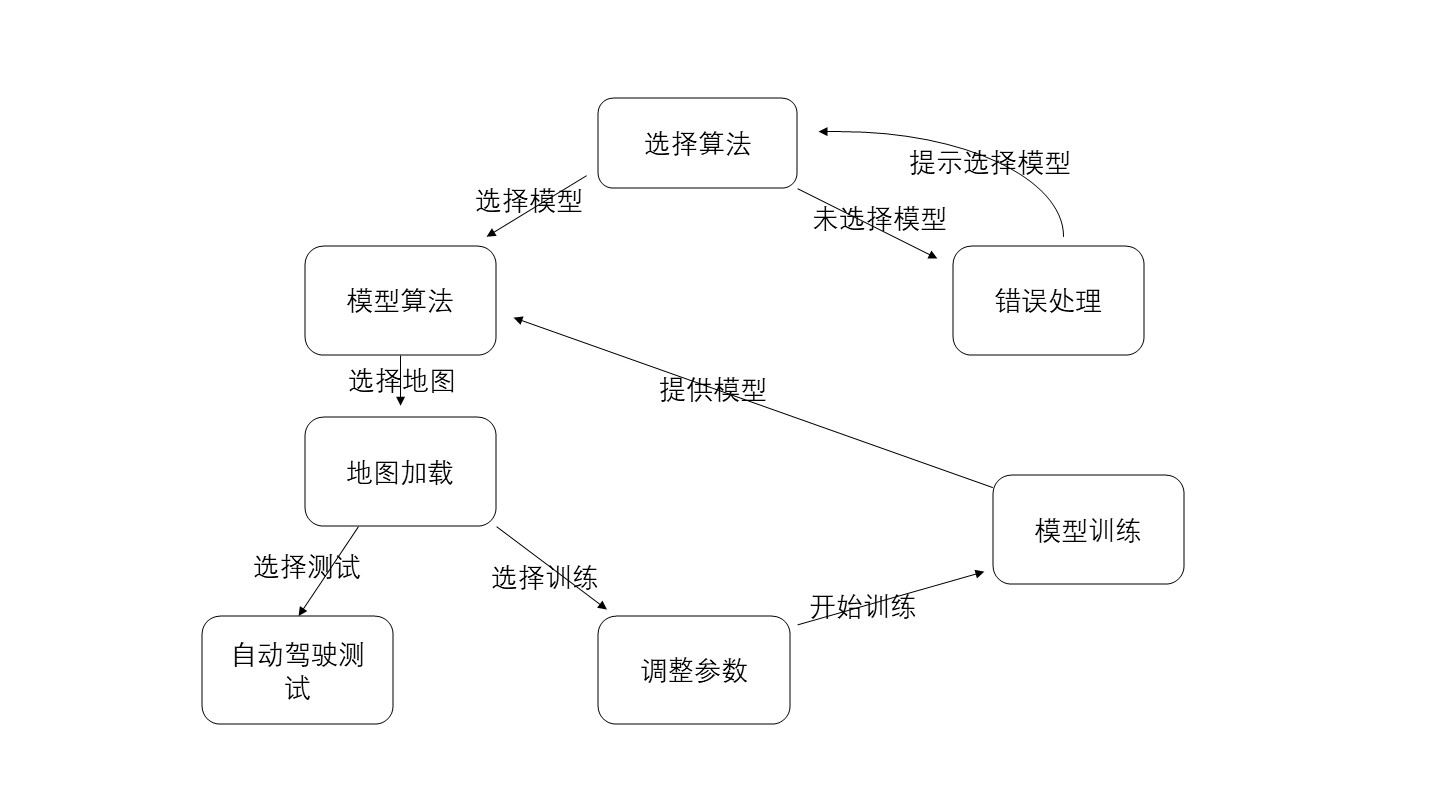 选择算法
提示选择模型
选择模型
未选择模型
模型算法
错误处理
选择地图
提供模型
地图加载
模型训练
选择测试
选择训练
开始训练
自动驾驶测
试
调整参数